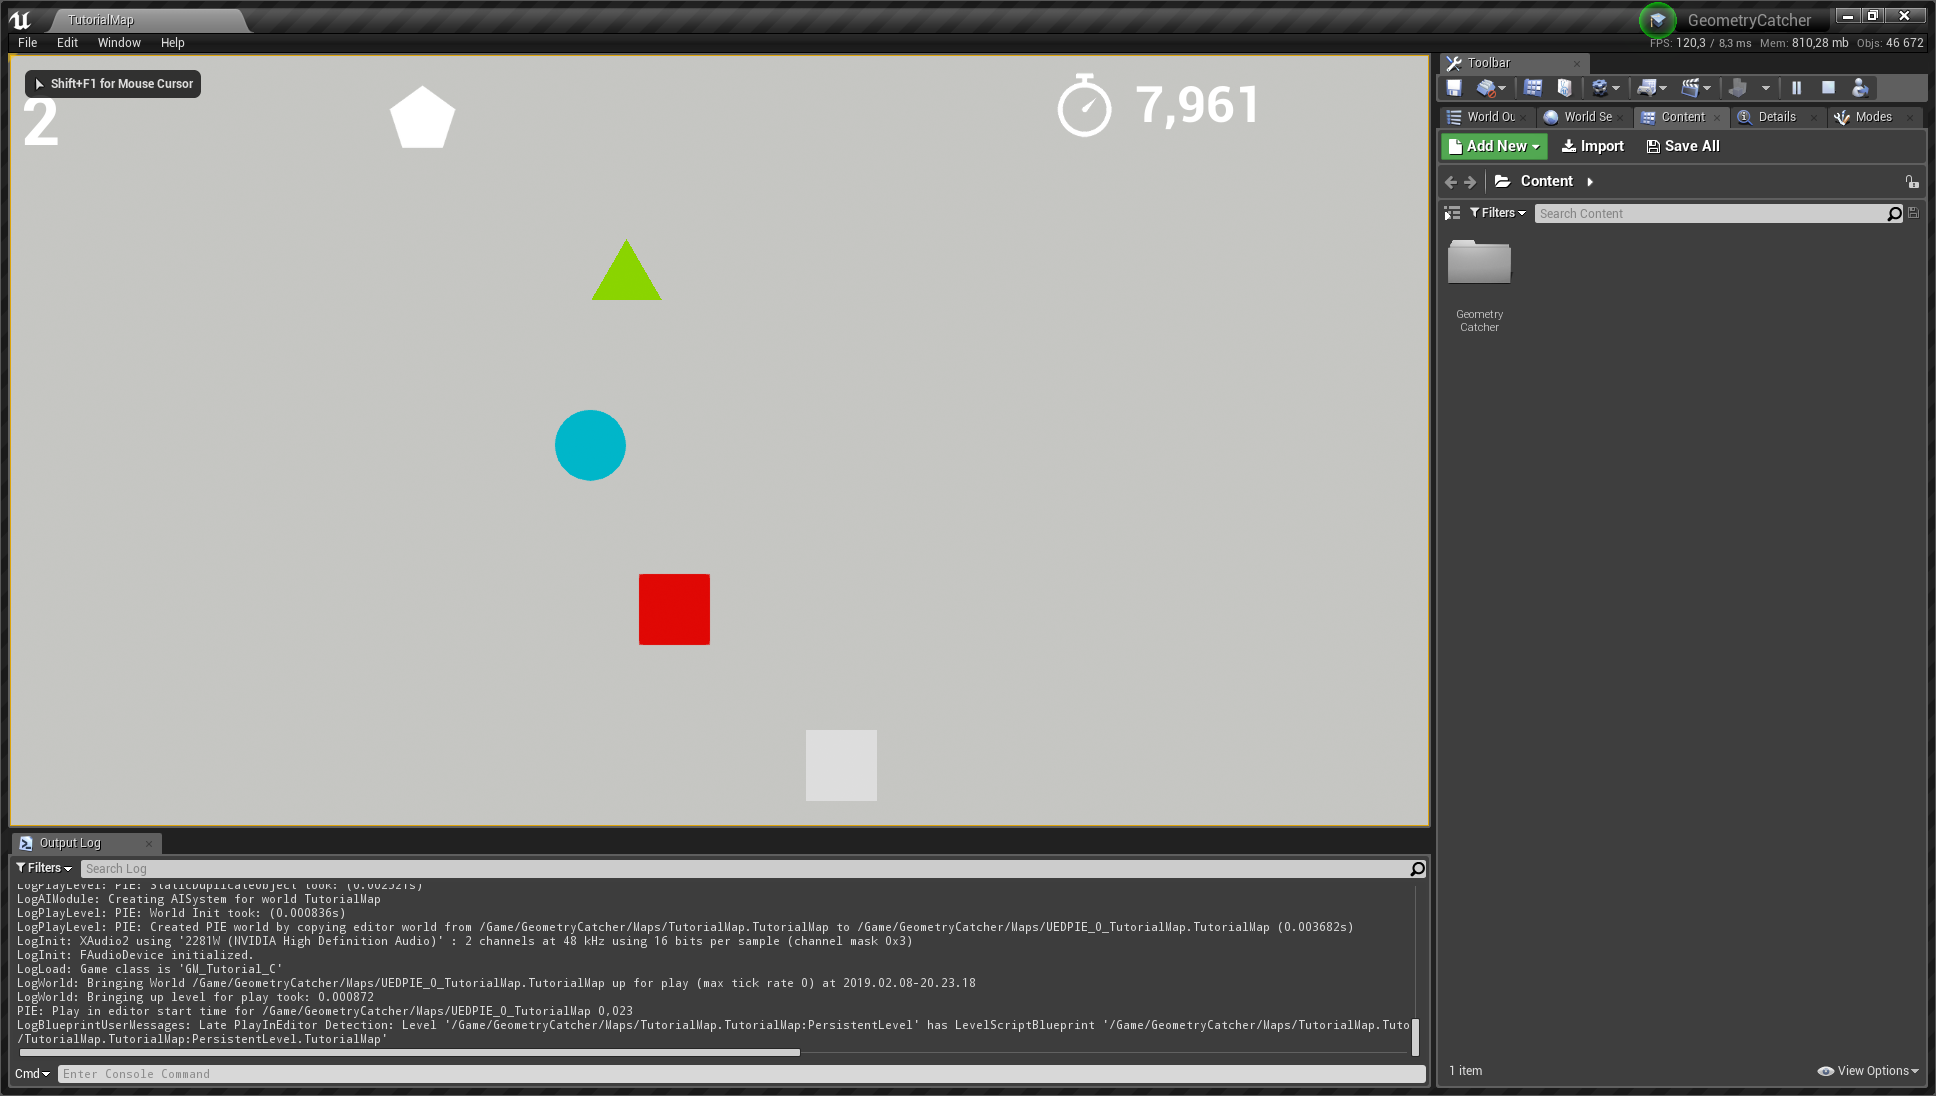 TutorialMap
GeometryCatcher
File Edit Window Help
FPS: 120,3 / 8,3 ms Mem: 810,28 mb Objs: 46 672
Shift+F1 for Mouse Cursor
2
7,961
Toolbar
World Ou World Se Content Details Modes
Add New Import Save All
Content
Filters Search Content
Geometry
Catcher
1 item View Options
Output Log
Filters Search Log
LogPlayLevel: PIE: StaticDuplicateObject took: (0.002521s)
LogAIModule: Creating AISystem for world TutorialMap
LogPlayLevel: PIE: World Init took: (0.000836s)
LogPlayLevel: PIE: Created PIE world by copying editor world from /Game/GeometryCatcher/Maps/TutorialMap.TutorialMap to /Game/GeometryCatcher/Maps/UEDPIE_0_TutorialMap.TutorialMap (0.003682s)
LogInit: XAudio2 using '2281W (NVIDIA High Definition Audio)' : 2 channels at 48 kHz using 16 bits per sample (channel mask 0x3)
LogInit: FAudioDevice initialized.
LogLoad: Game class is 'GM_Tutorial_C'
LogWorld: Bringing World /Game/GeometryCatcher/Maps/UEDPIE_0_TutorialMap.TutorialMap up for play (max tick rate 0) at 2019.02.08-20.23.18
LogWorld: Bringing up level for play took: 0.000872
PIE: Play in editor start time for /Game/GeometryCatcher/Maps/UEDPIE_0_TutorialMap 0,023
LogBlueprintUserMessages: Late PlayInEditor Detection: Level '/Game/GeometryCatcher/Maps/TutorialMap.TutorialMap:PersistentLevel' has LevelScriptBlueprint '/Game/GeometryCatcher/Maps/TutorialMap.Tuto
/TutorialMap.TutorialMap:PersistentLevel.TutorialMap'
Cmd Enter Console Command